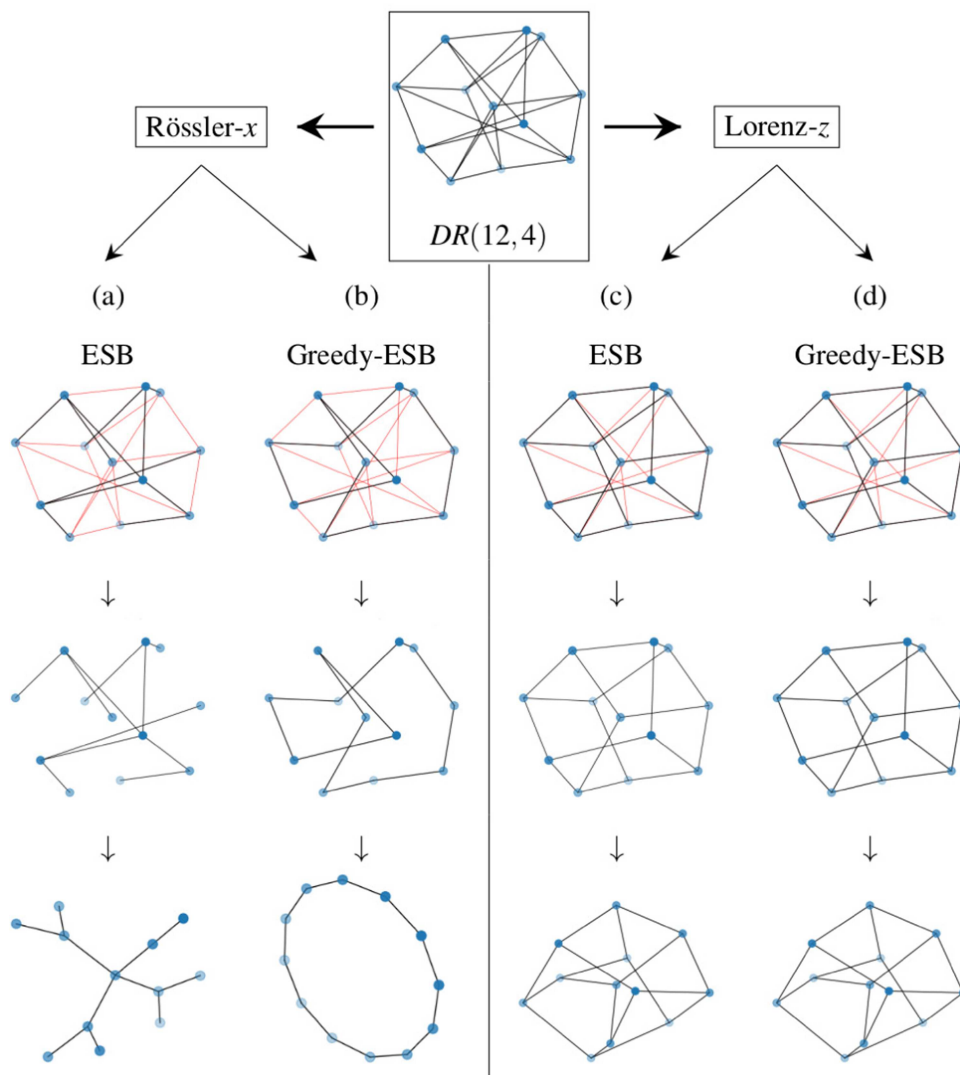 Rössler-x
Lorenz-z
DR(12,4)
(a)
(b)
(c)
(d)
ESB
Greedy-ESB
ESB
Greedy-ESB